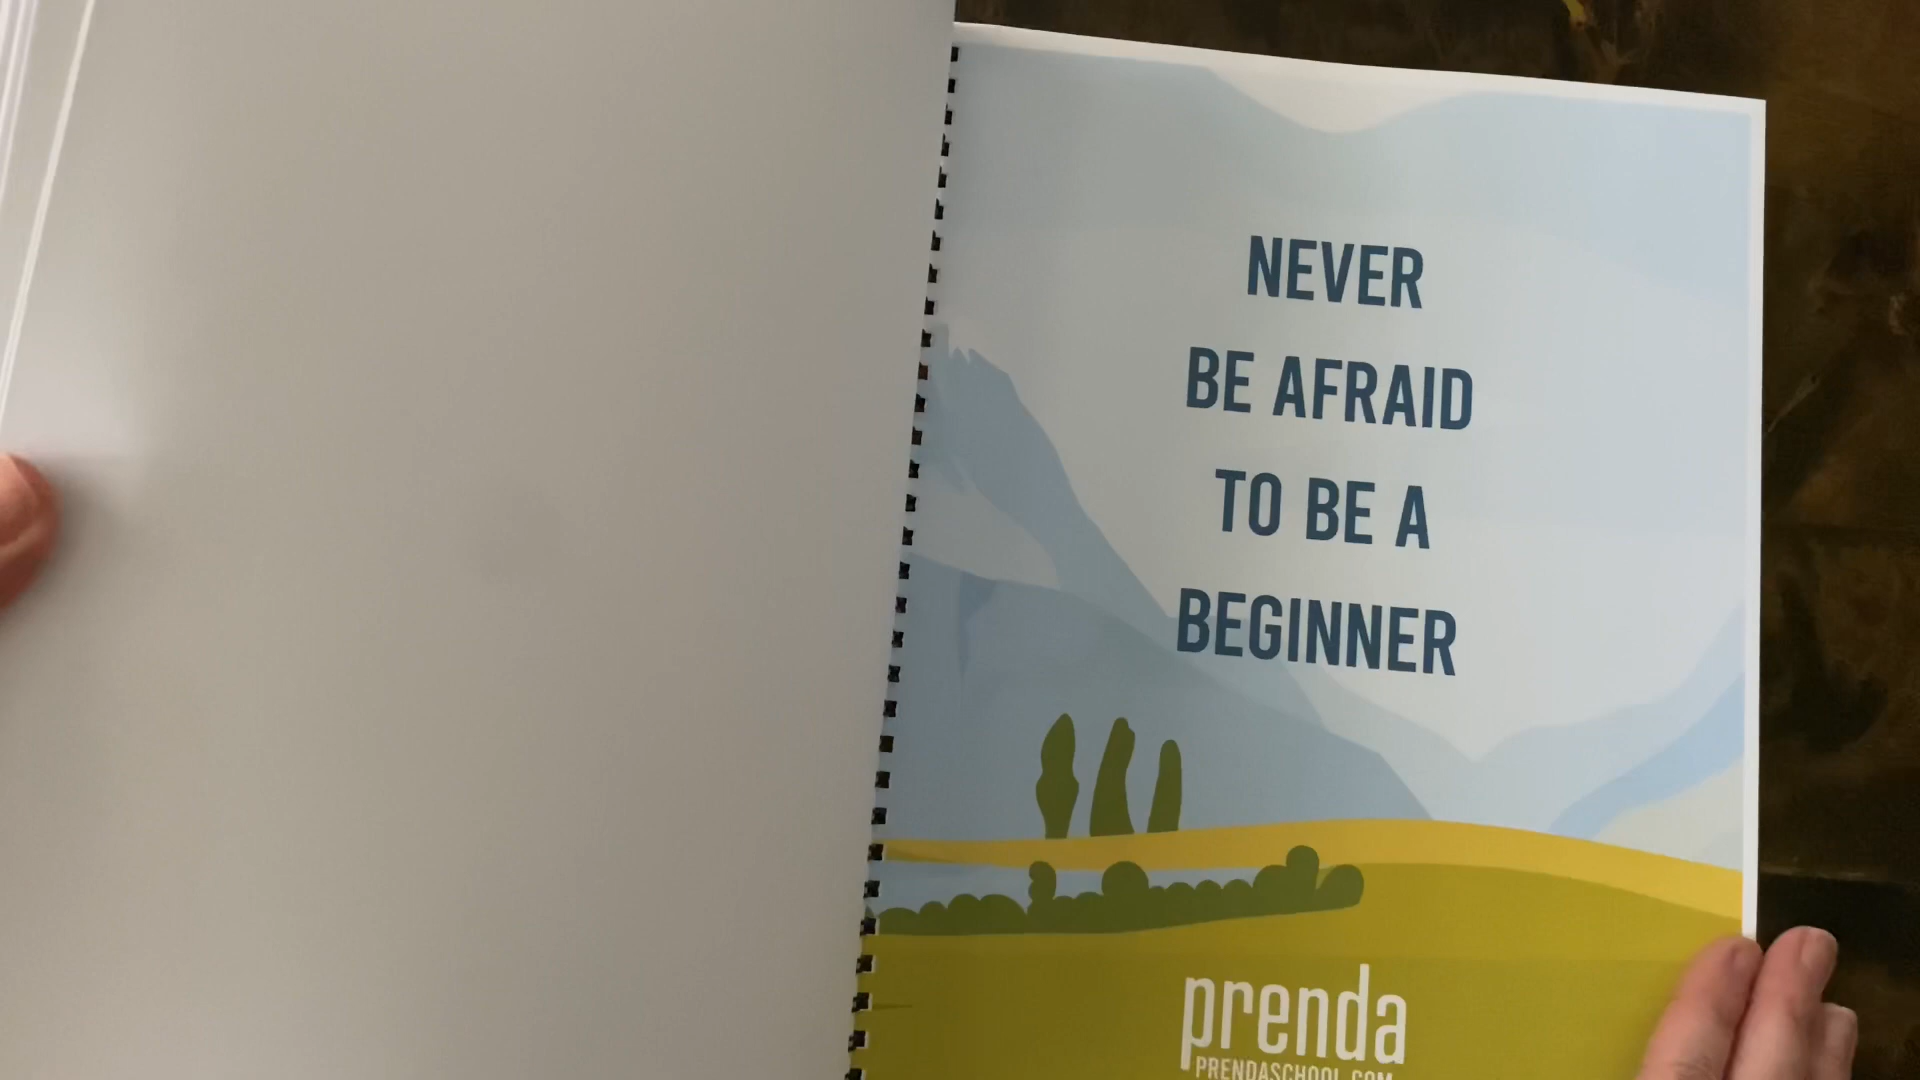 NEVER
BE AFRAID
TO BE A
BEGINNER
prenda
PRENDASCHOOL.COM